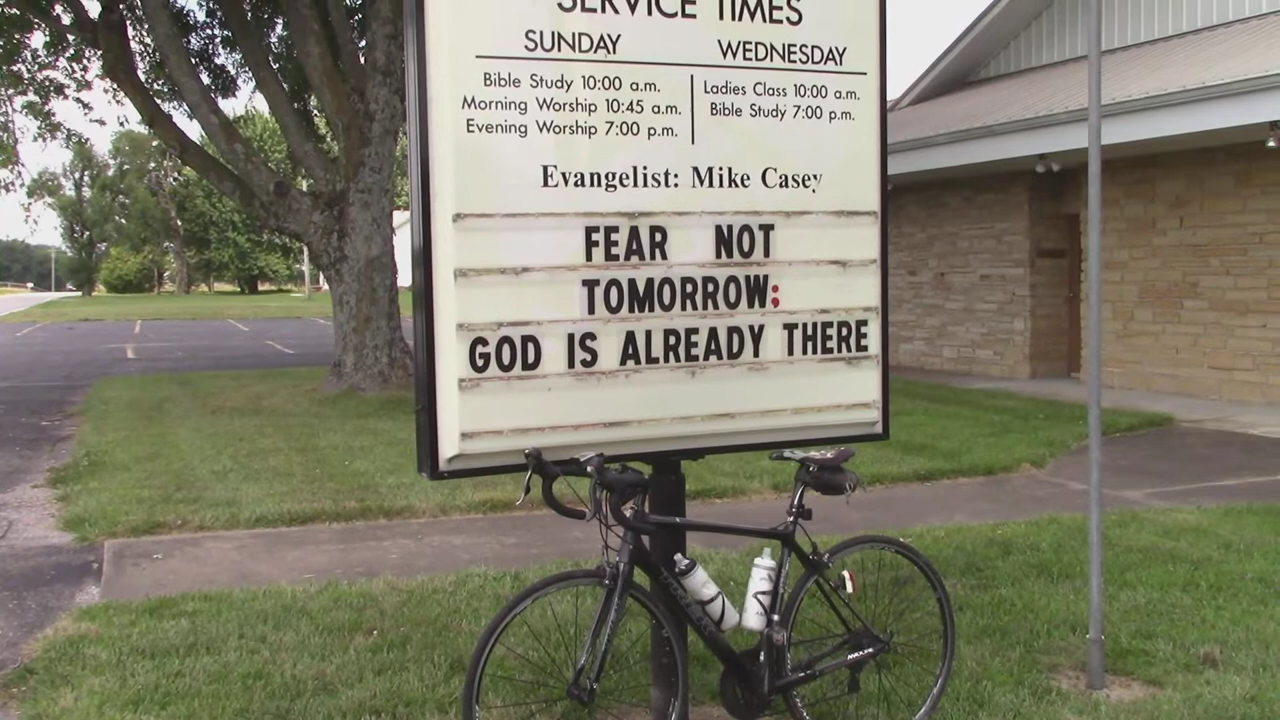 SERVICE TIMES
SUNDAY WEDNESDAY
Bible Study 10:00 a.m.
Morning Worship 10:45 a.m.
Evening Worship 7:00 p.m.
Ladies Class 10:00 a.m.
Bible Study 7:00 p.m.
Evangelist: Mike Casey
FEAR NOT
TOMORROW;
GOD IS ALREADY THERE
TREK